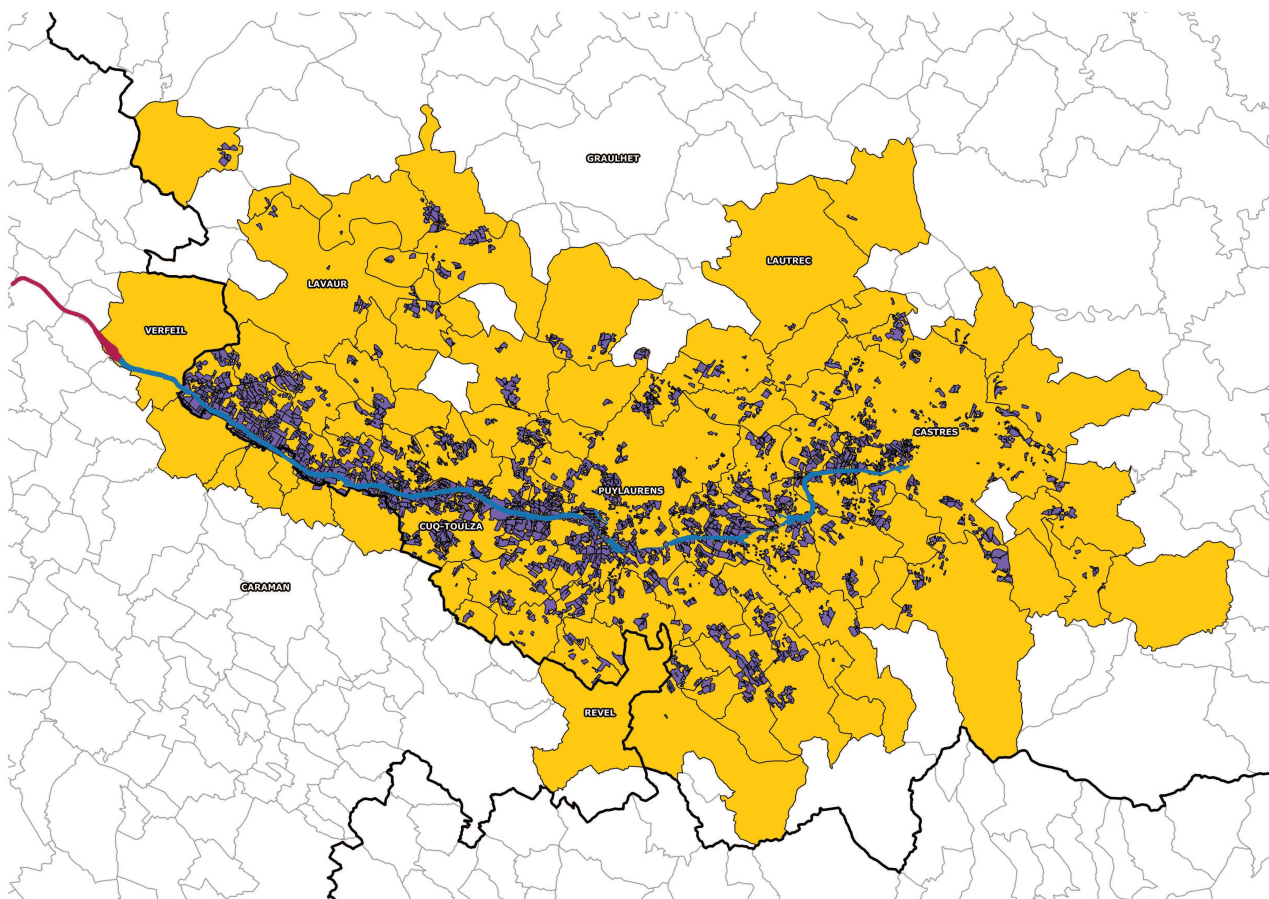 GRAULHET
LAUTREC
LAVAUR
VERFEIL
CASTRES
PUYLAURENS
CUQ-TOULZA
CARAMAN
REVEL